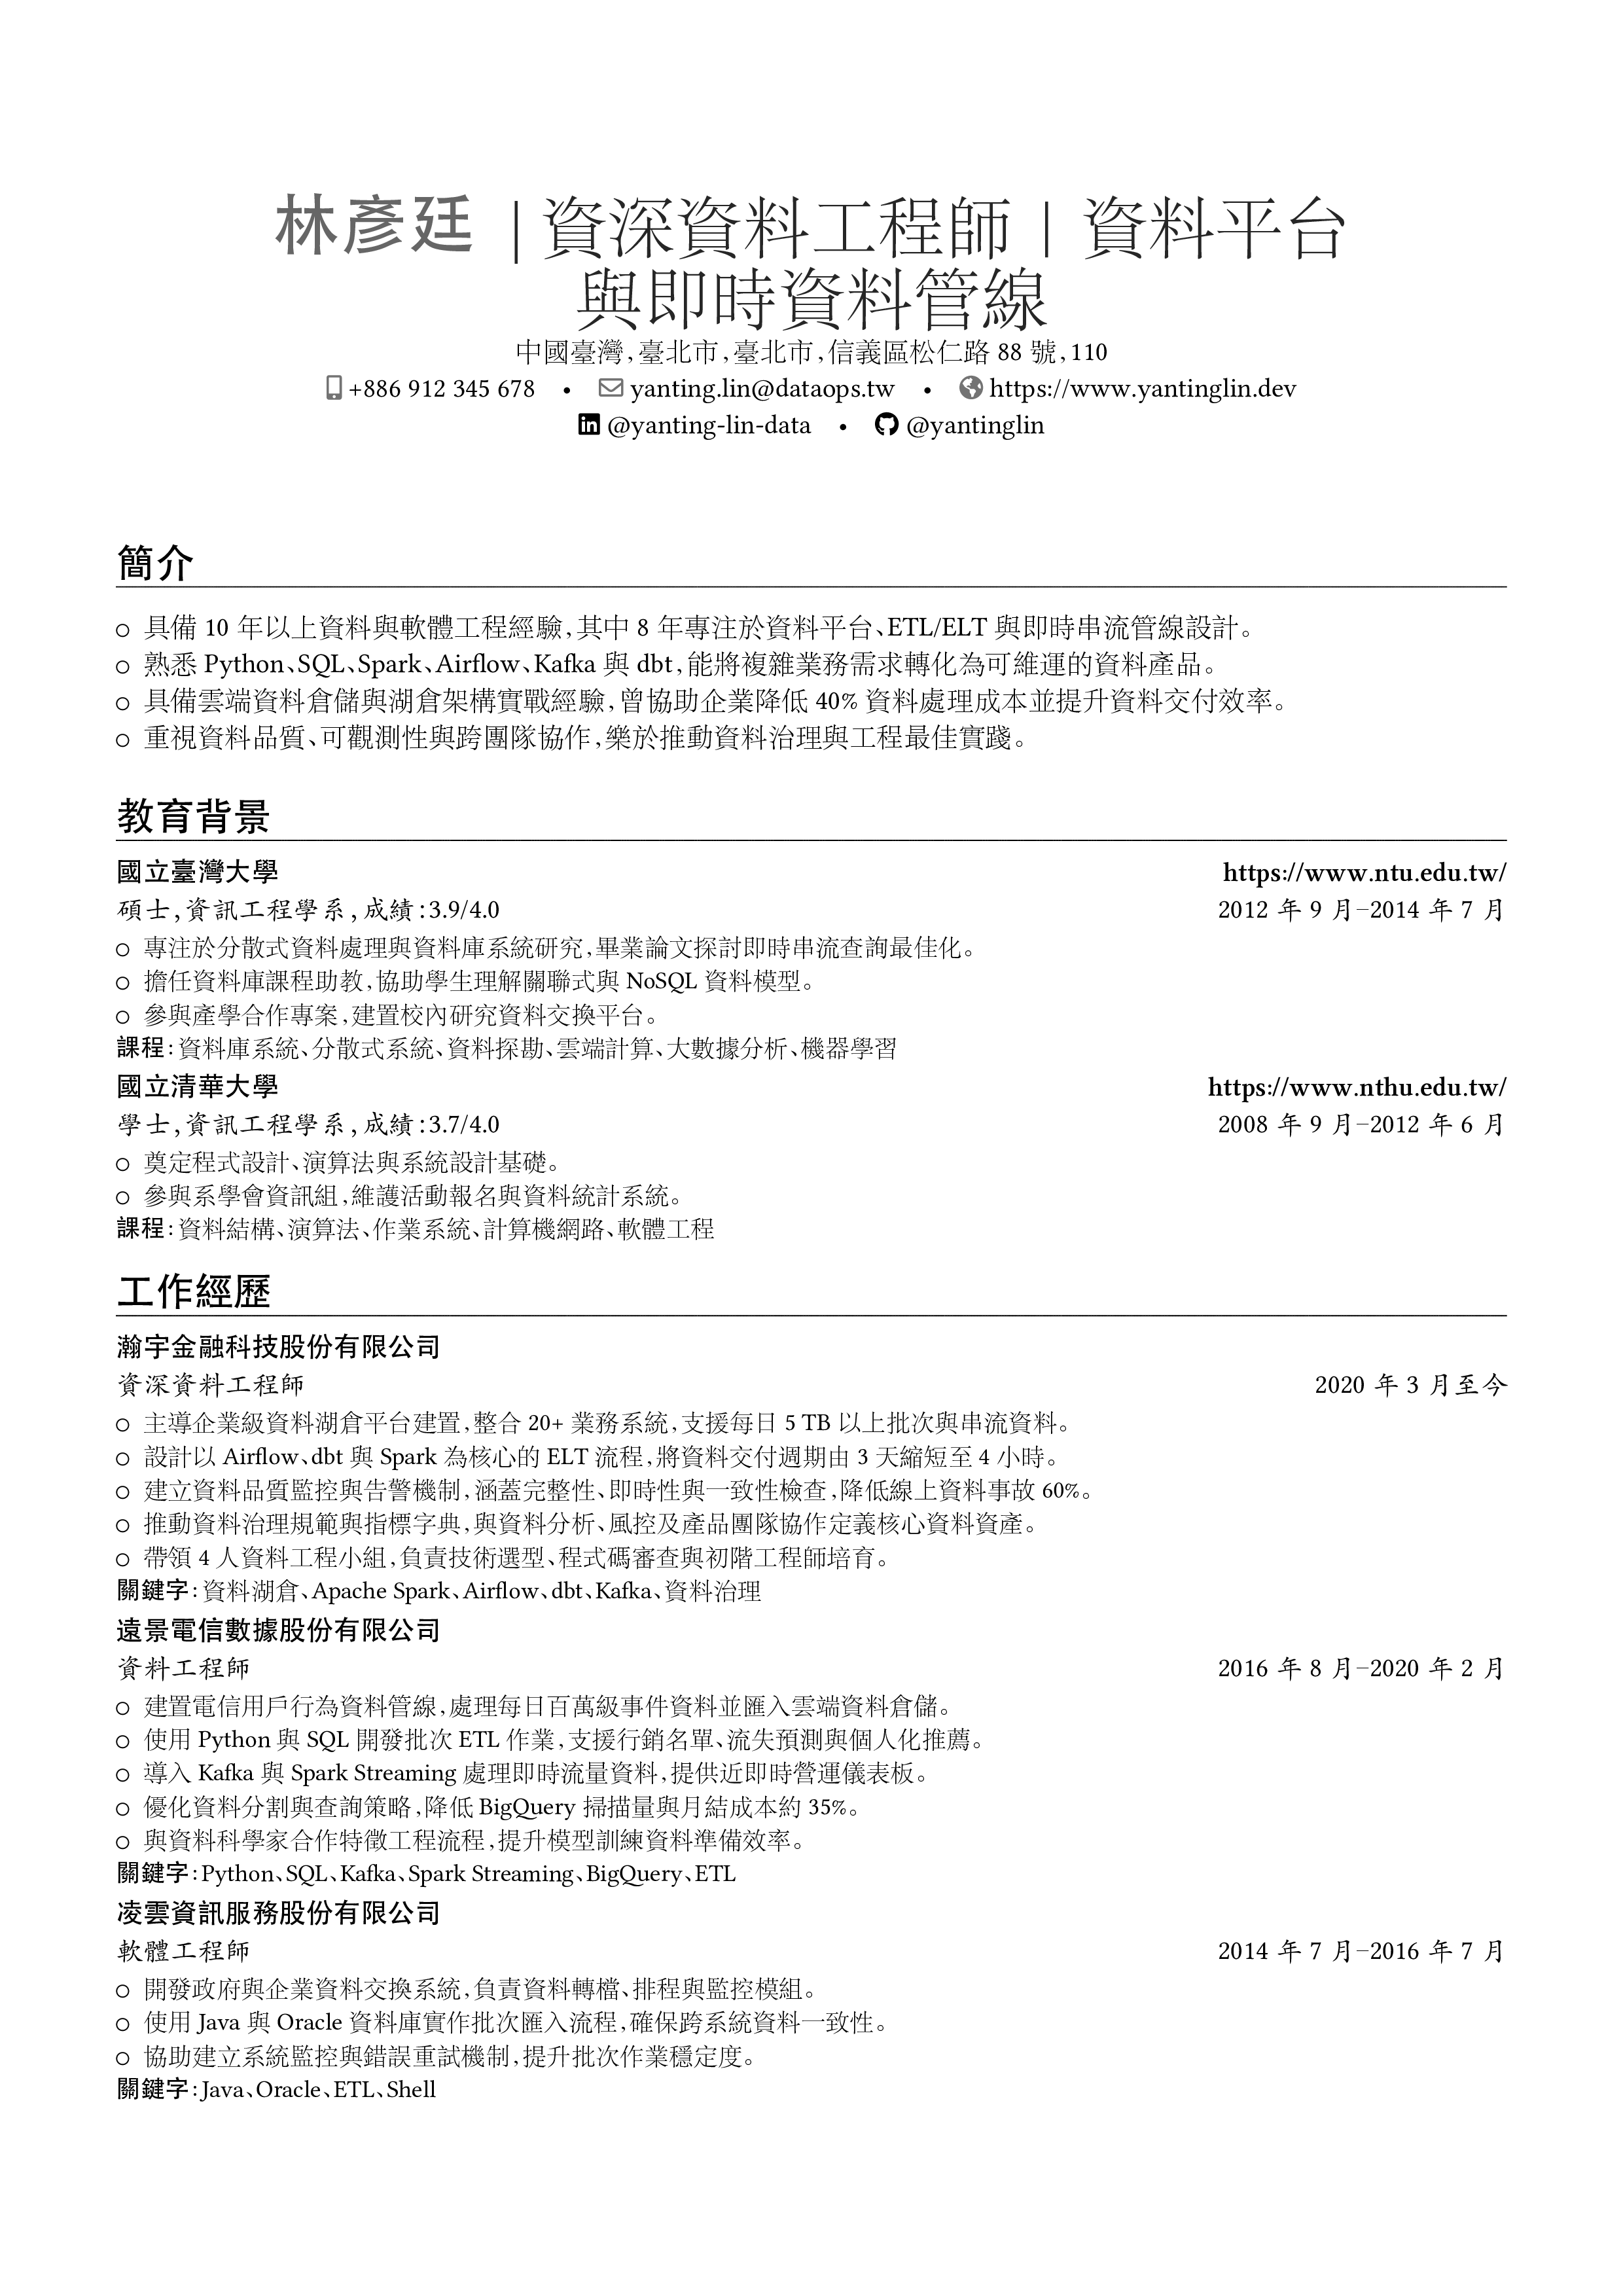 林彥廷 | 資深資料工程師 | 資料平台
與即時資料管線
中國臺灣,臺北市,臺北市,信義區松仁路 88 號,110
+886 912 345 678 • yanting.lin@dataops.tw • https://www.yantinglin.dev
@yanting-lin-data • @yantinglin
簡介
○ 具備 10 年以上資料與軟體工程經驗,其中 8 年專注於資料平台、ETL/ELT 與即時串流管線設計。
○ 熟悉 Python、SQL、Spark、Airflow、Kafka 與 dbt,能將複雜業務需求轉化為可維運的資料產品。
○ 具備雲端資料倉儲與湖倉架構實戰經驗,曾協助企業降低 40% 資料處理成本並提升資料交付效率。
○ 重視資料品質、可觀測性與跨團隊協作,樂於推動資料治理與工程最佳實踐。
教育背景
國立臺灣大學 https://www.ntu.edu.tw/
碩士,資訊工程學系,成績:3.9/4.0 2012 年 9 月–2014 年 7 月
○ 專注於分散式資料處理與資料庫系統研究,畢業論文探討即時串流查詢最佳化。
○ 擔任資料庫課程助教,協助學生理解關聯式與 NoSQL 資料模型。
○ 參與產學合作專案,建置校內研究資料交換平台。
課程:資料庫系統、分散式系統、資料探勘、雲端計算、大數據分析、機器學習
國立清華大學 https://www.nthu.edu.tw/
學士,資訊工程學系,成績:3.7/4.0 2008 年 9 月–2012 年 6 月
○ 奠定程式設計、演算法與系統設計基礎。
○ 參與系學會資訊組,維護活動報名與資料統計系統。
課程:資料結構、演算法、作業系統、計算機網路、軟體工程
工作經歷
瀚宇金融科技股份有限公司
資深資料工程師 2020 年 3 月至今
○ 主導企業級資料湖倉平台建置,整合 20+ 業務系統,支援每日 5 TB 以上批次與串流資料。
○ 設計以 Airflow、dbt 與 Spark 為核心的 ELT 流程,將資料交付週期由 3 天縮短至 4 小時。
○ 建立資料品質監控與告警機制,涵蓋完整性、即時性與一致性檢查,降低線上資料事故 60%。
○ 推動資料治理規範與指標字典,與資料分析、風控及產品團隊協作定義核心資料資產。
○ 帶領 4 人資料工程小組,負責技術選型、程式碼審查與初階工程師培育。
關鍵字:資料湖倉、Apache Spark、Airflow、dbt、Kafka、資料治理
遠景電信數據股份有限公司
資料工程師 2016 年 8 月–2020 年 2 月
○ 建置電信用戶行為資料管線,處理每日百萬級事件資料並匯入雲端資料倉儲。
○ 使用 Python 與 SQL 開發批次 ETL 作業,支援行銷名單、流失預測與個人化推薦。
○ 導入 Kafka 與 Spark Streaming 處理即時流量資料,提供近即時營運儀表板。
○ 優化資料分割與查詢策略,降低 BigQuery 掃描量與月結成本約 35%。
○ 與資料科學家合作特徵工程流程,提升模型訓練資料準備效率。
關鍵字:Python、SQL、Kafka、Spark Streaming、BigQuery、ETL
凌雲資訊服務股份有限公司
軟體工程師 2014 年 7 月–2016 年 7 月
○ 開發政府與企業資料交換系統,負責資料轉檔、排程與監控模組。
○ 使用 Java 與 Oracle 資料庫實作批次匯入流程,確保跨系統資料一致性。
○ 協助建立系統監控與錯誤重試機制,提升批次作業穩定度。
關鍵字:Java、Oracle、ETL、Shell